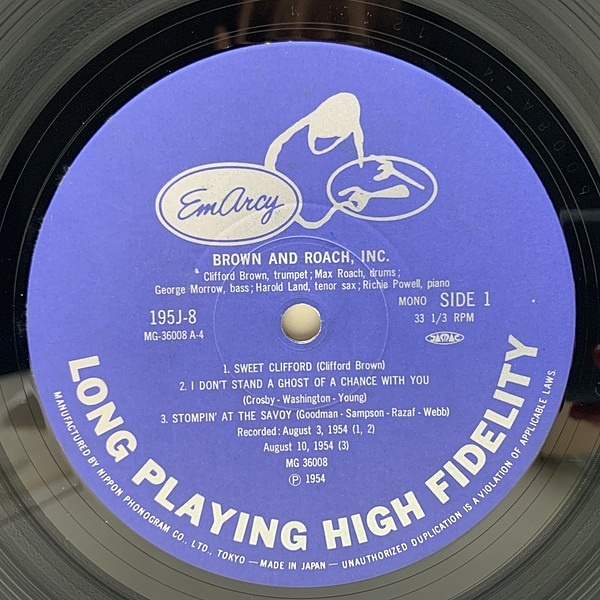 EmArcy
BROWN AND ROACH, INC.
Clifford Brown, trumpet; Max Roach, drums;
George Morrow, bass; Harold Land, tenor sax; Richie Powell, piano
MONO SIDE 1
195J-8
33 1/3 RPM
MG-36008 A-4
JASRAC
1. SWEET CLIFFORD (Clifford Brown)
2. I DON'T STAND A GHOST OF A CHANCE WITH YOU
(Crosby - Washington - Young)
3. STOMPIN' AT THE SAVOY (Goodman - Sampson - Razaf - Webb)
Recorded: August 3, 1954 (1, 2)
August 10, 1954 (3)
MG 36008
Ⓟ 1954
LONG PLAYING HIGH FIDELITY
MANUFACTURED BY NIPPON PHONOGRAM CO., LTD., TOKYO — MADE IN JAPAN — UNAUTHORIZED DUPLICATION IS A VIOLATION OF APPLICABLE LAWS.